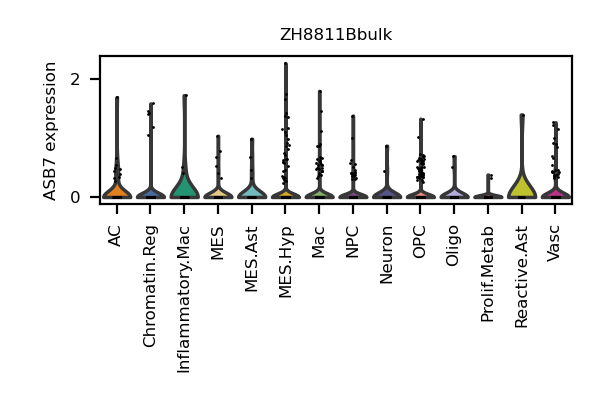 ZH8811Bbulk
ASB7 expression
2
0
AC
Chromatin.Reg
Inflammatory.Mac
MES
MES.Ast
MES.Hyp
Mac
NPC
Neuron
OPC
Oligo
Prolif.Metab
Reactive.Ast
Vasc